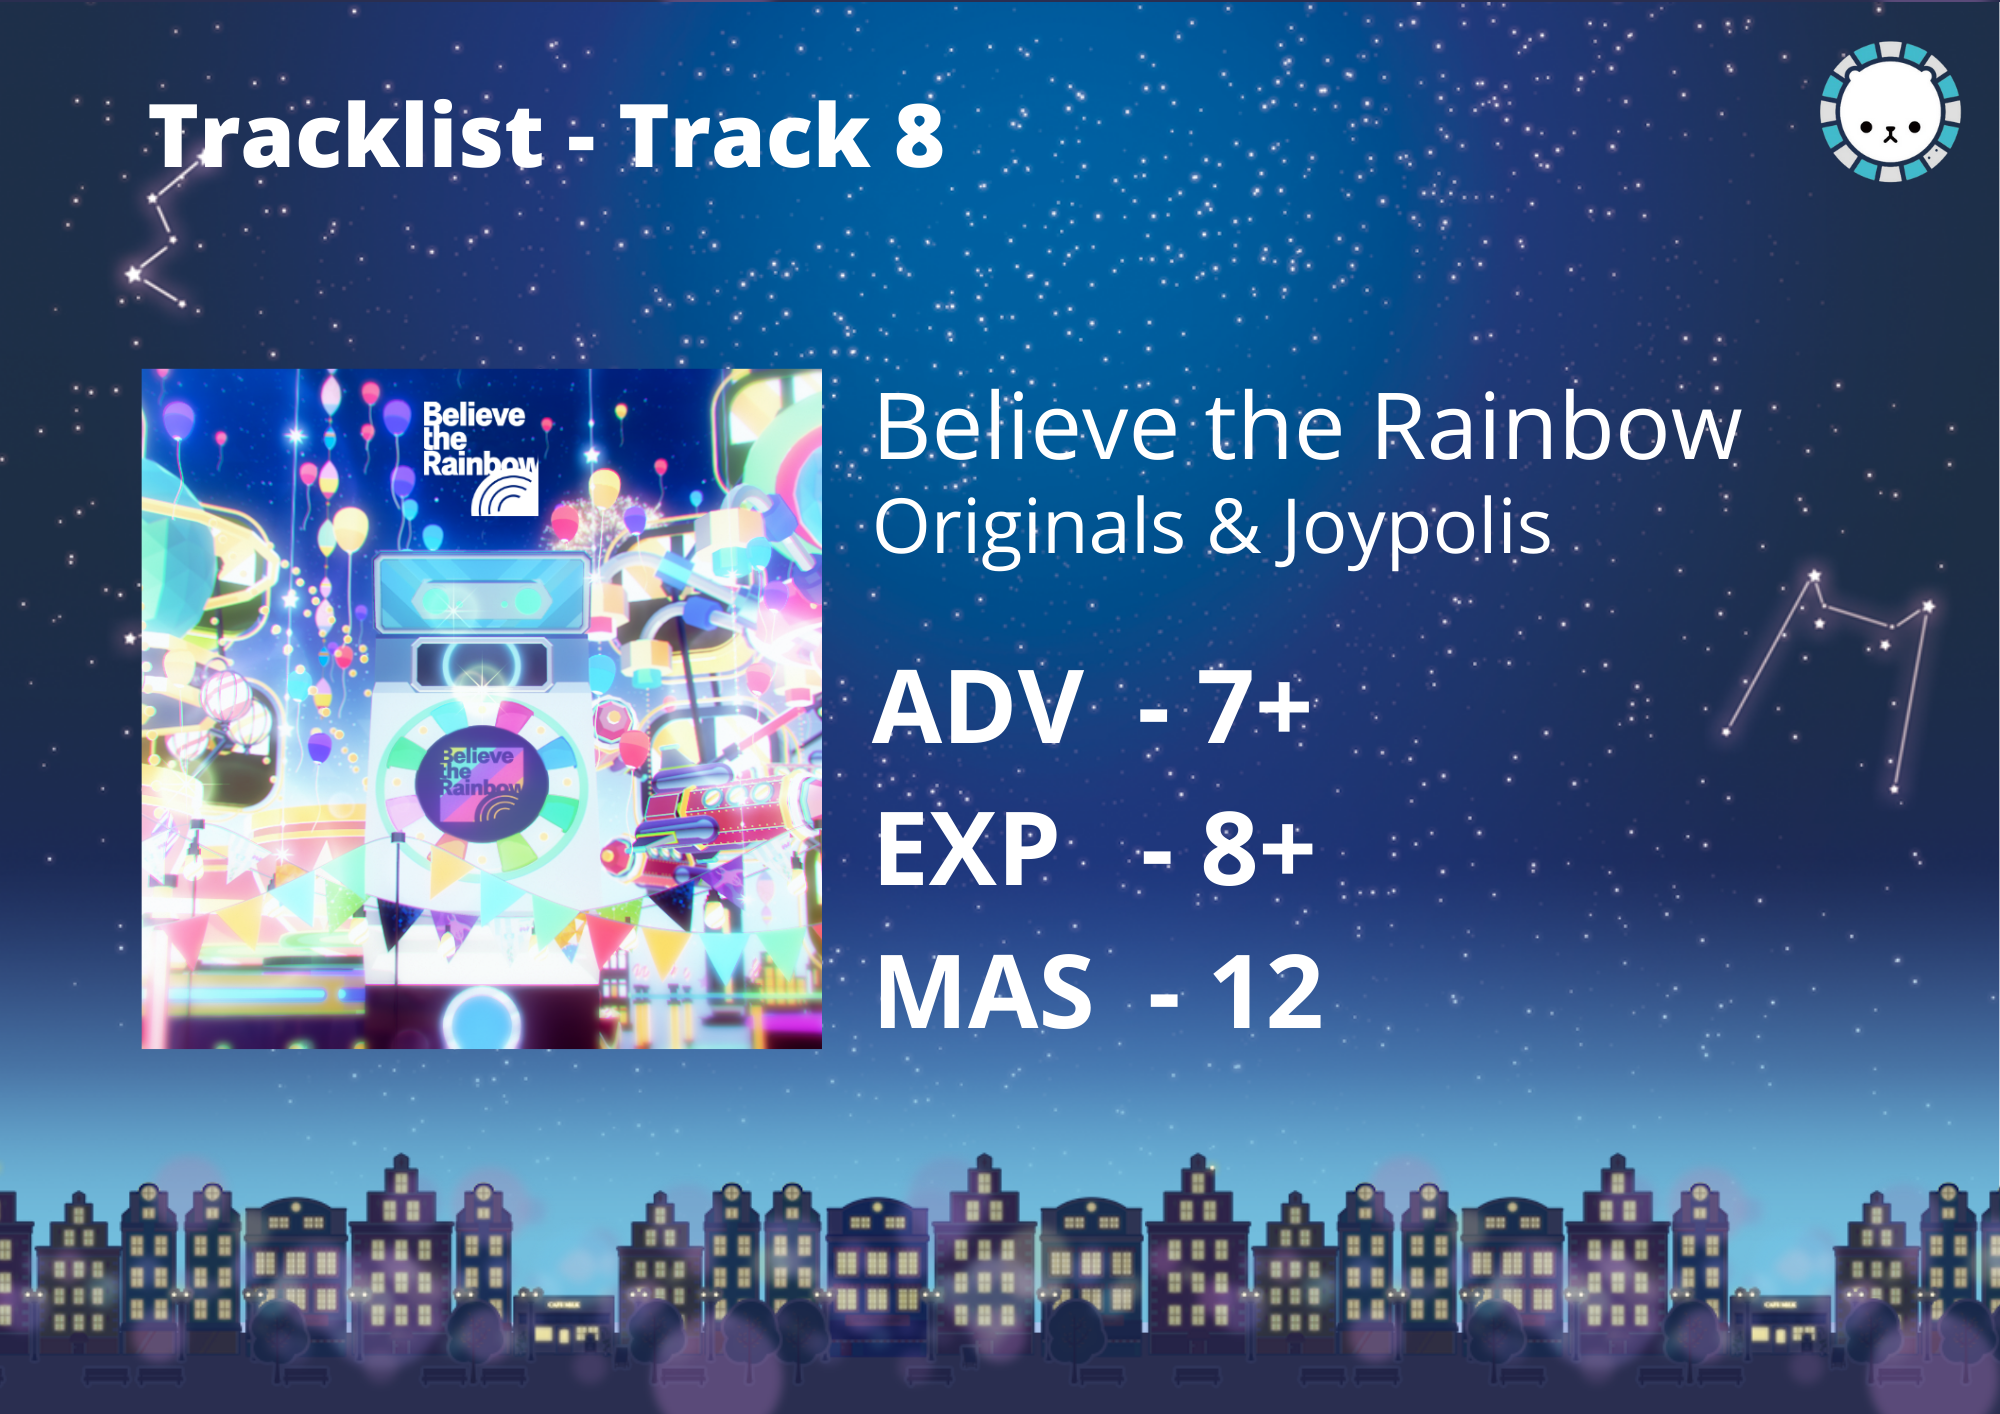 Tracklist - Track 8
Believe
the
Rainbow
Believe the Rainbow
Originals & Joypolis
Believe
the
Rainbow
ADV - 7+
EXP - 8+
MAS - 12